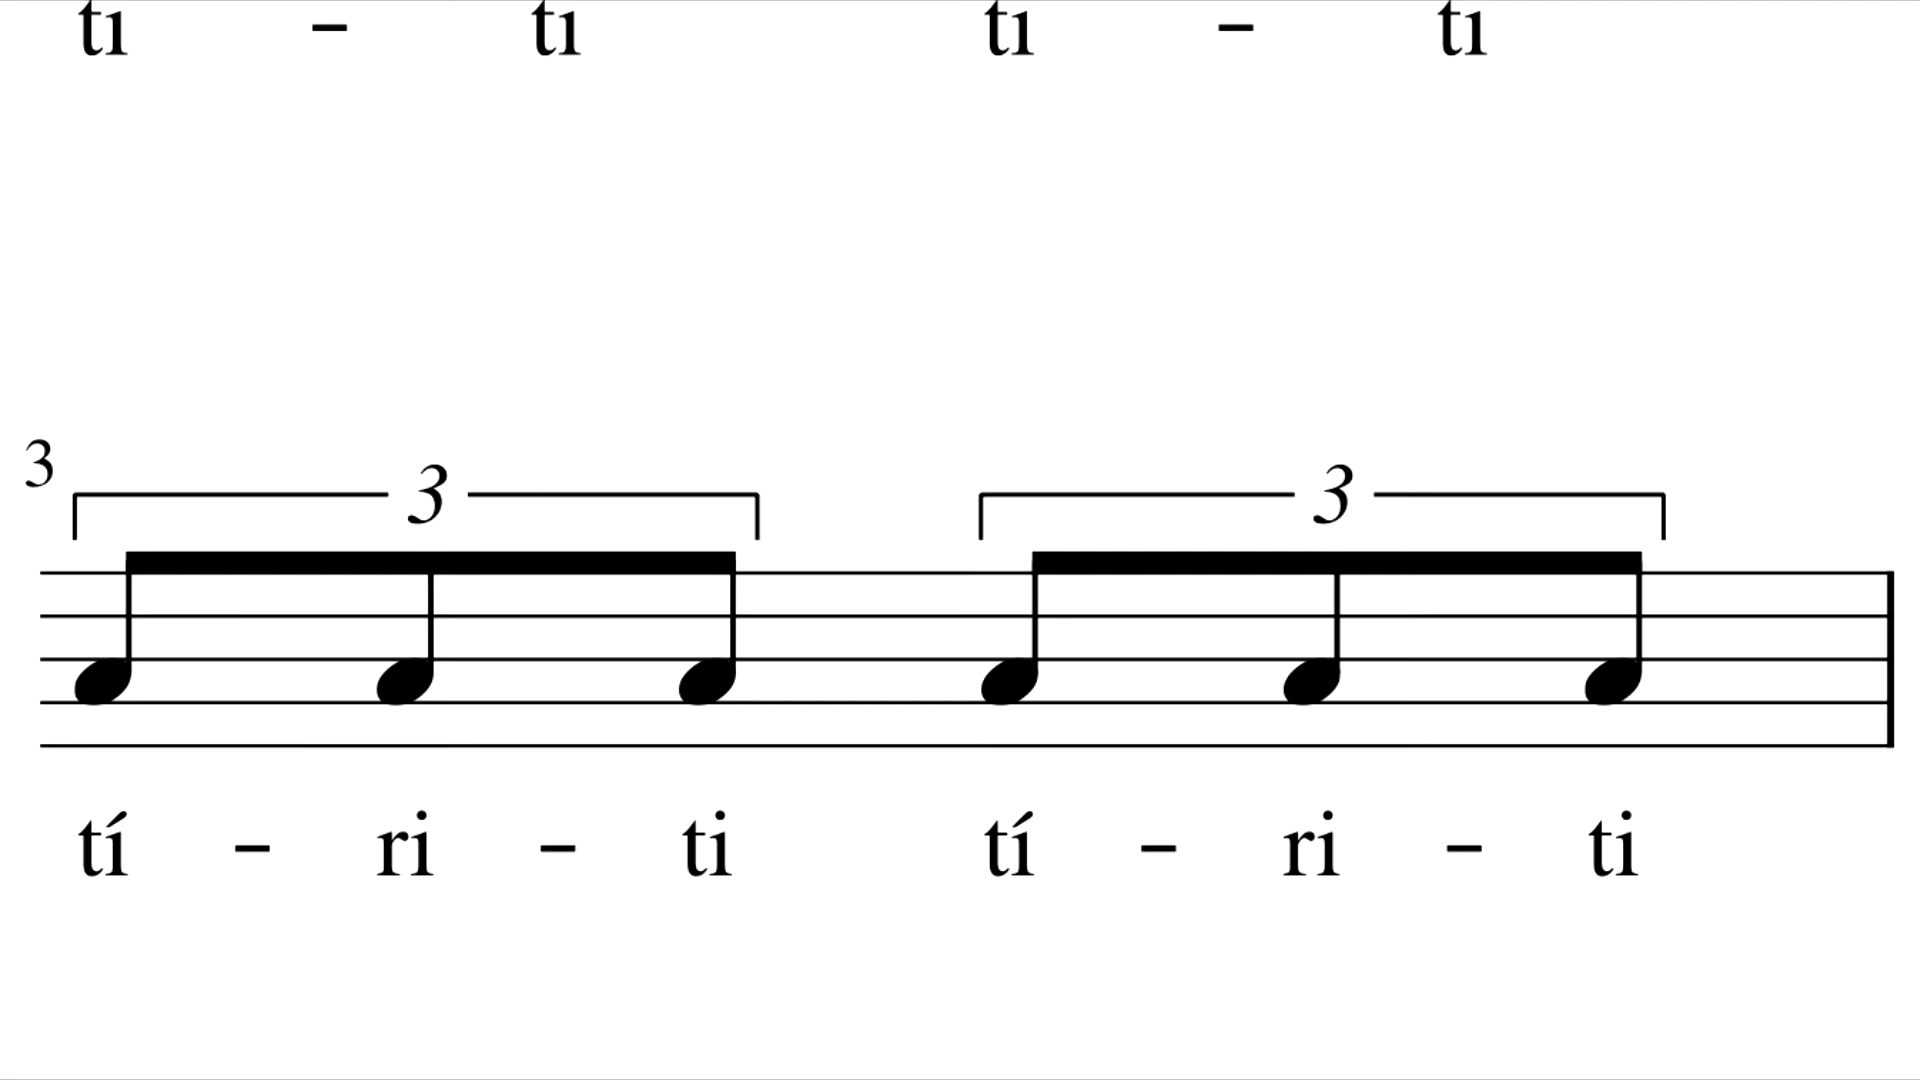 ti - ti ti - ti
3
3 3
tí - ri - ti tí - ri - ti